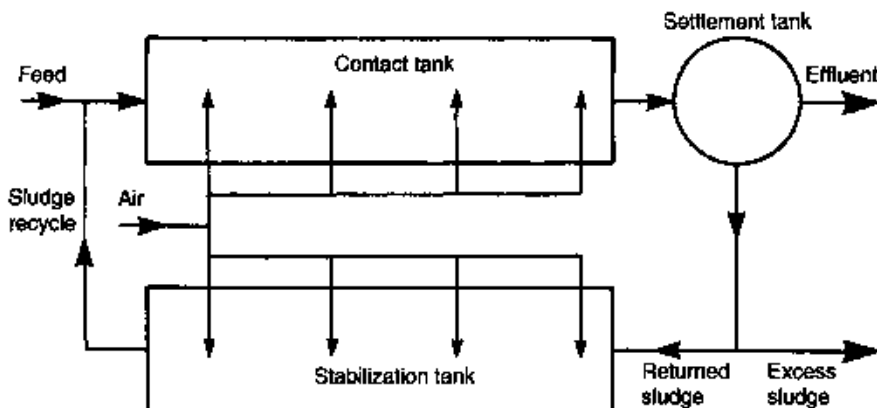 Settlement tank
Contact tank
Feed
Effluent
Sludge
recycle
Air
Stabilization tank
Returned
sludge
Excess
sludge